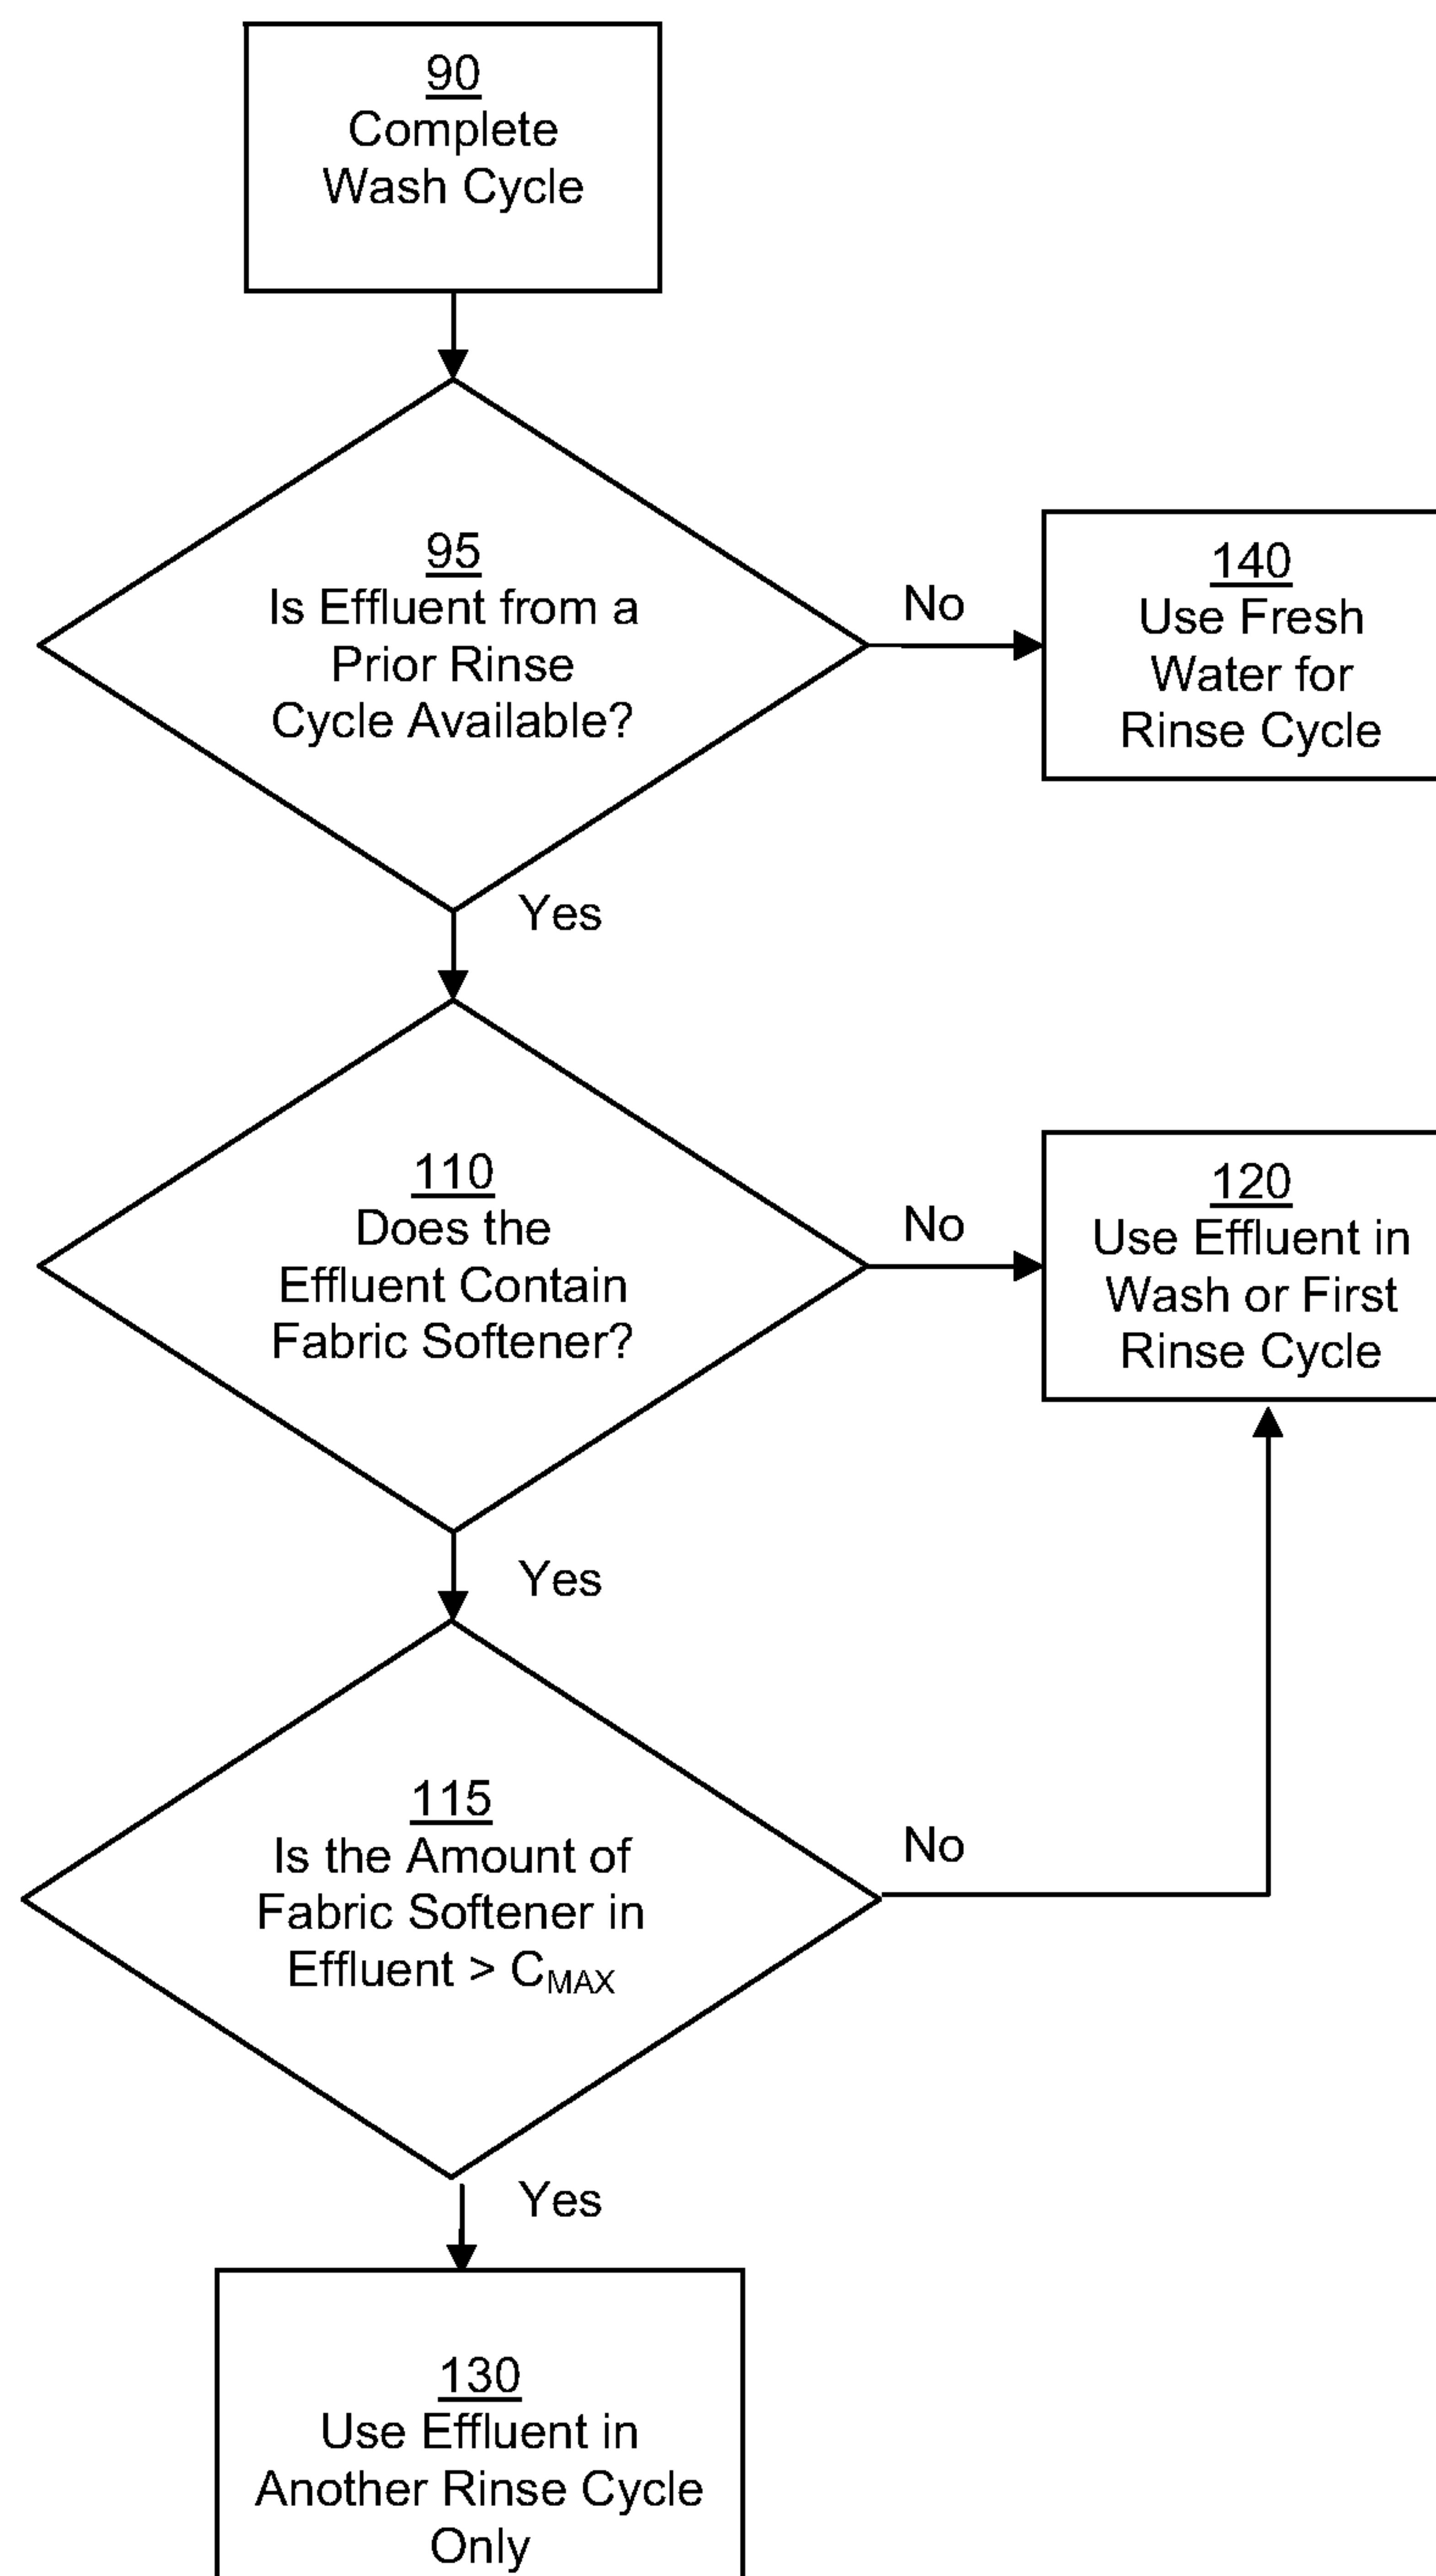 90
Complete
Wash Cycle
95
Is Effluent from a
Prior Rinse
Cycle Available?
No
140
Use Fresh
Water for
Rinse Cycle
Yes
110
Does the
Effluent Contain
Fabric Softener?
No
120
Use Effluent in
Wash or First
Rinse Cycle
Yes
115
Is the Amount of
Fabric Softener in
Effluent > CMAX
No
Yes
130
Use Effluent in
Another Rinse Cycle
Only